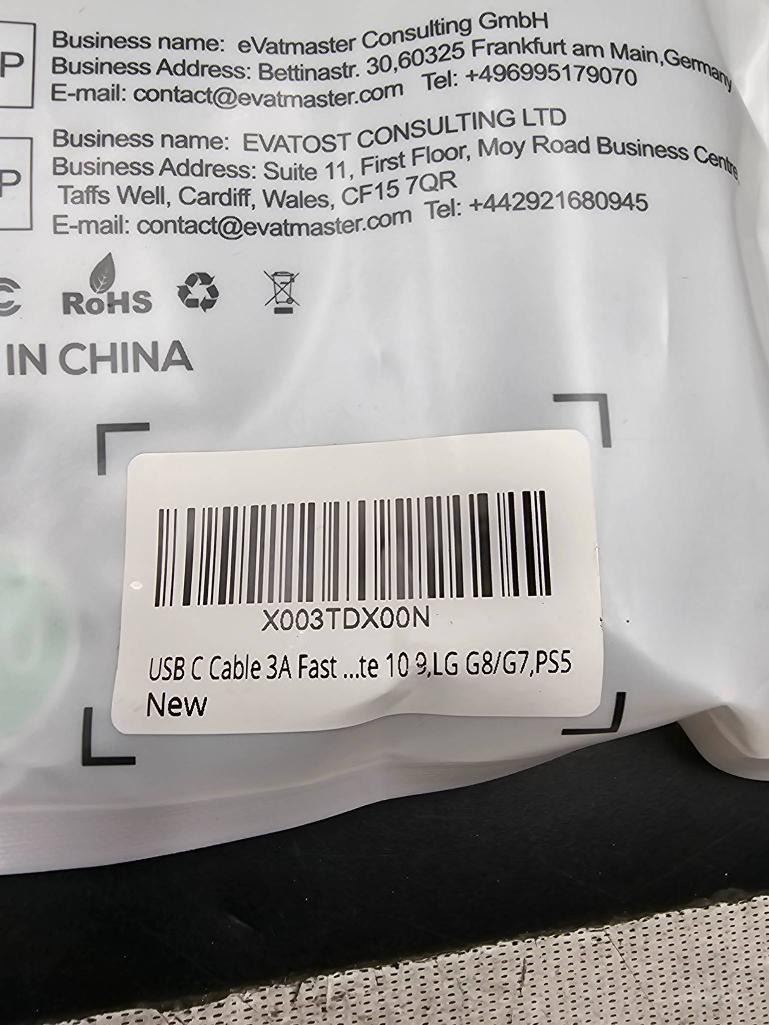 P
Business name: eVatmaster Consulting GmbH
Business Address: Bettinastr. 30,60325 Frankfurt am Main,Germany
E-mail: contact@evatmaster.com Tel: +496995179070
P
Business name: EVATOST CONSULTING LTD
Business Address: Suite 11, First Floor, Moy Road Business Centre
Taffs Well, Cardiff, Wales, CF15 7QR
E-mail: contact@evatmaster.com Tel: +442921680945
RoHS
IN CHINA
X003TDX00N
USB C Cable 3A Fast ...te 10 9,LG G8/G7,PS5
New